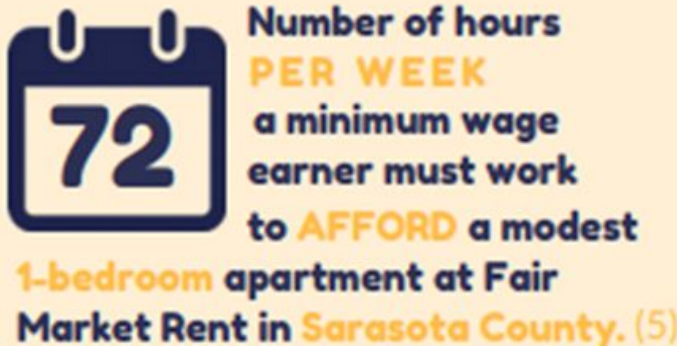 72
Number of hours
PER WEEK
a minimum wage
earner must work
to AFFORD a modest
1-bedroom apartment at Fair
Market Rent in Sarasota County. (5)